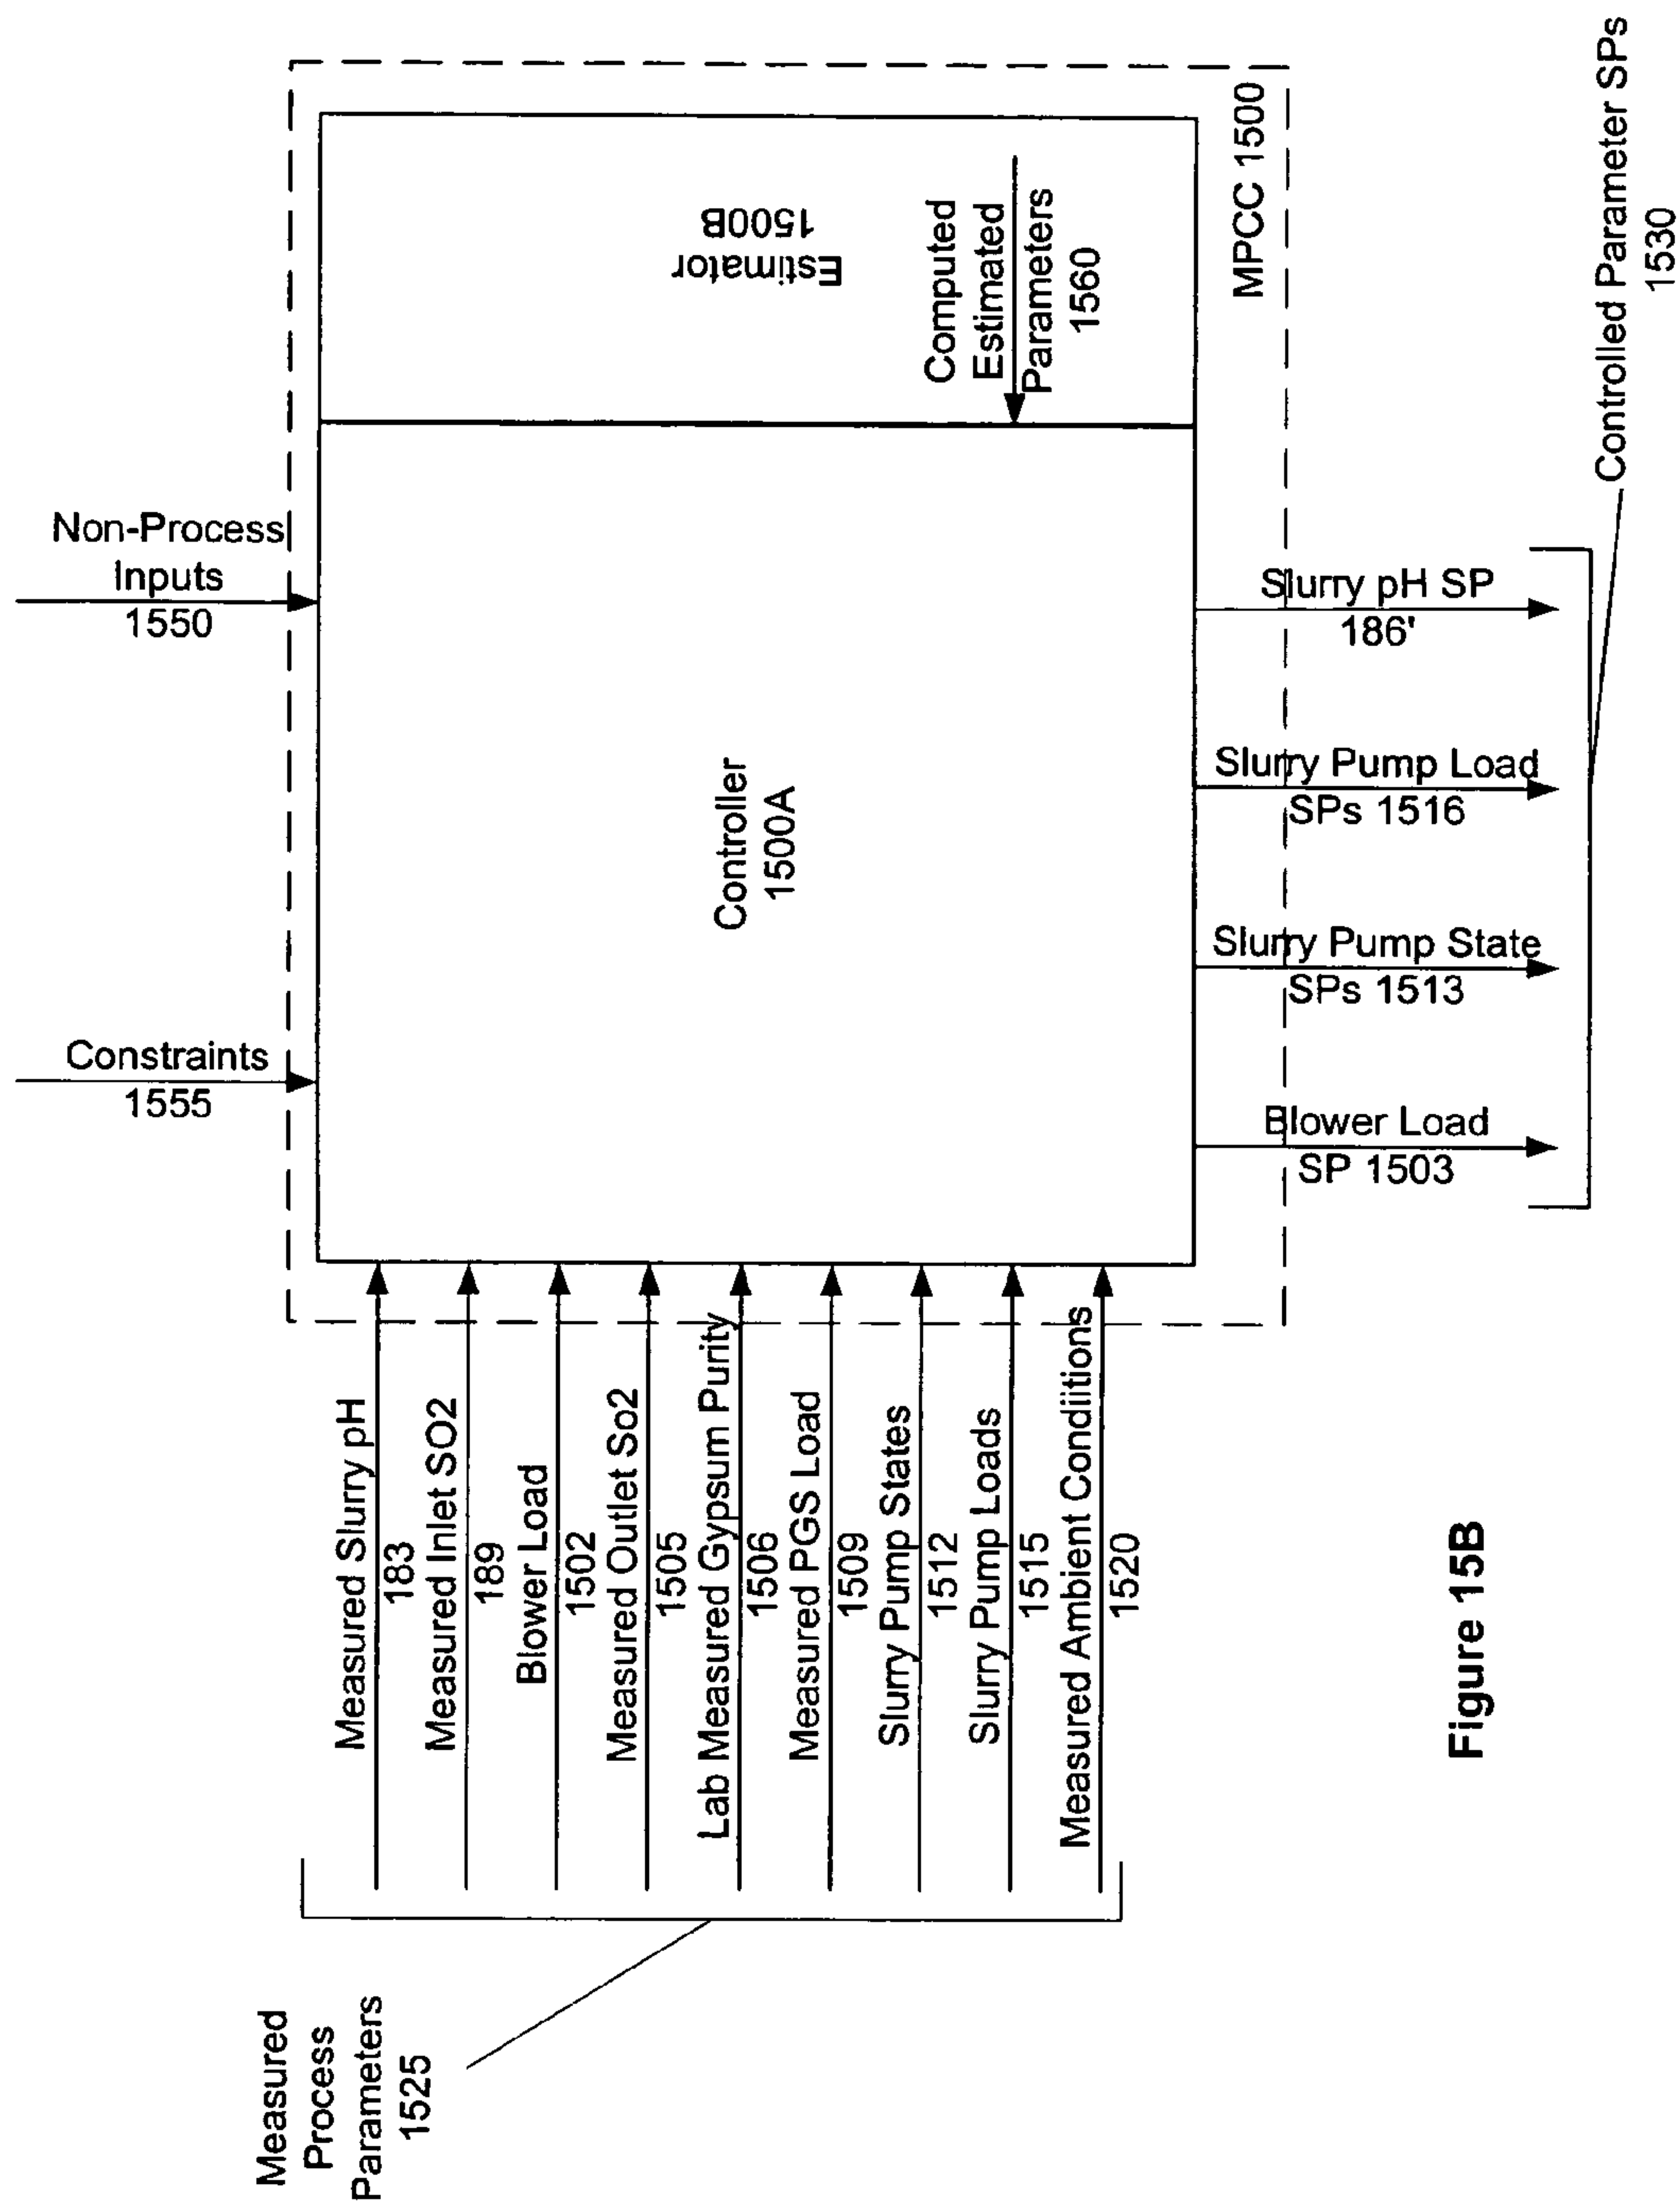 Non-Process
Inputs
1550
Constraints
1555
Estimator
1500B
Computed
Estimated
Parameters
1560
MPCC 1500
Controller
1500A
Measured Slurry pH
183
Measured Inlet SO2
189
Blower Load
1502
Measured Outlet So2
1505
Lab Measured Gypsum Purity
1506
Measured PGS Load
1509
Slurry Pump States
1512
Slurry Pump Loads
1515
Measured Ambient Conditions
1520
Measured
Process
Parameters
1525
Slurry pH SP
186'
Slurry Pump Load
SPs 1516
Slurry Pump State
SPs 1513
Blower Load
SP 1503
Controlled Parameter SPs
1530
Figure 15B